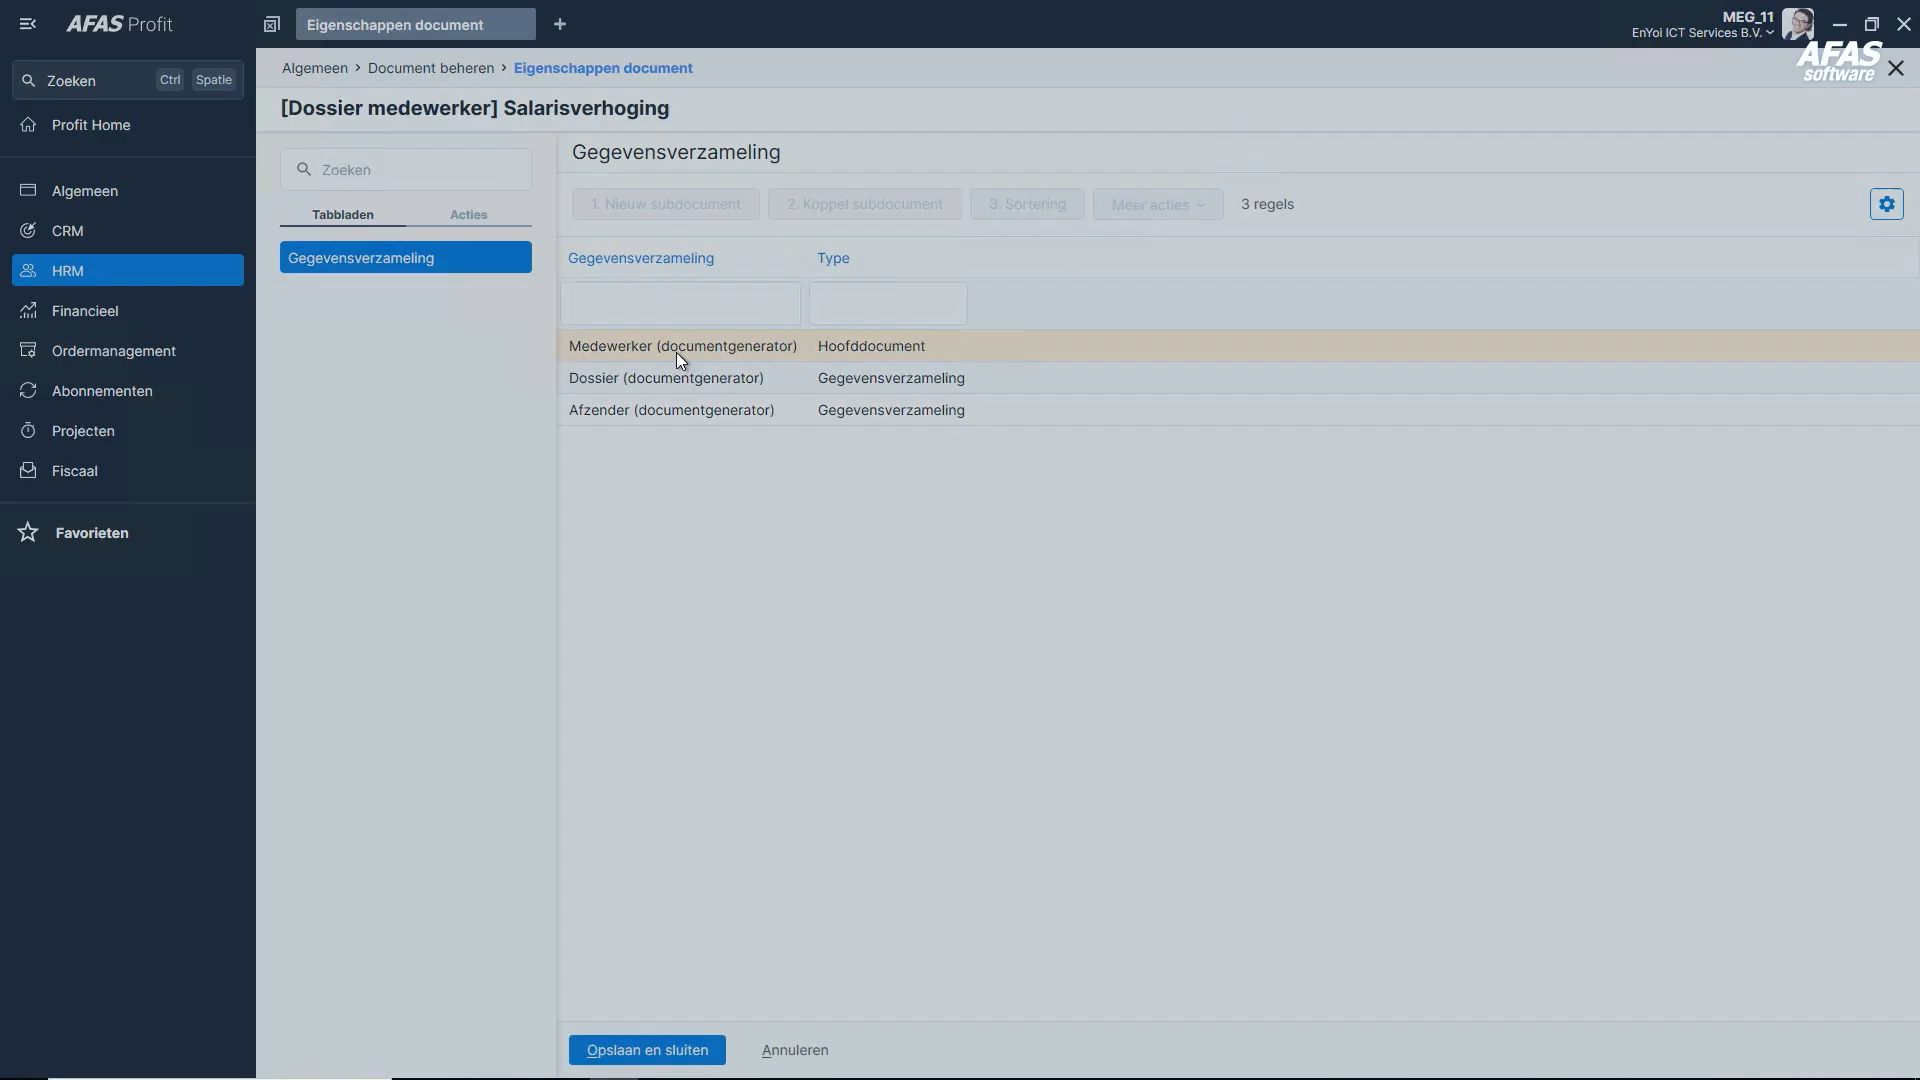 AFAS Profit
Eigenschappen document
MEG_11
EnYoi ICT Services B.V.
AFAS
software
Zoeken
Ctrl
Spatie
Profit Home
Algemeen
CRM
HRM
Financieel
Ordermanagement
Abonnementen
Projecten
Fiscaal
Favorieten
Algemeen > Document beheren > Eigenschappen document
[Dossier medewerker] Salarisverhoging
Zoeken
Tabbladen
Acties
Gegevensverzameling
Gegevensverzameling
1. Nieuw subdocument
2. Koppel subdocument
3. Sortering
Meer acties
3 regels
Gegevensverzameling Type
Medewerker (documentgenerator) Hoofddocument
Dossier (documentgenerator) Gegevensverzameling
Afzender (documentgenerator) Gegevensverzameling
Opslaan en sluiten
Annuleren